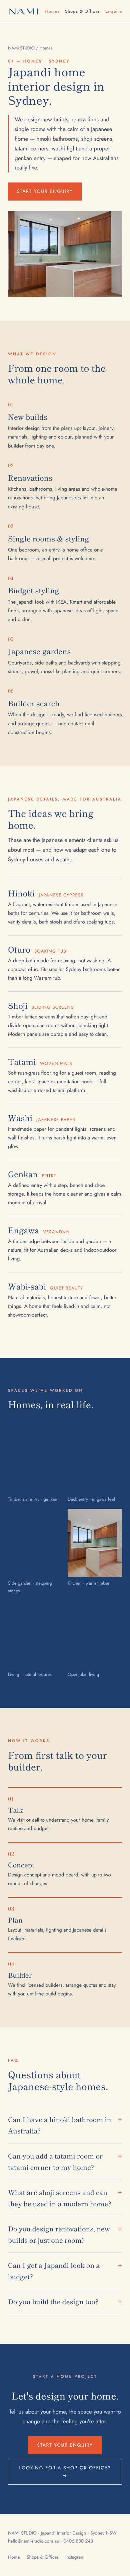 NAMI
Homes
Shops & Offices
Enquire
NAMI STUDIO / Homes
01 — HOMES · SYDNEY
Japandi home
interior design in
Sydney.
We design new builds, renovations and
single rooms with the calm of a Japanese
home — hinoki bathrooms, shoji screens,
tatami corners, washi light and a proper
genkan entry — shaped for how Australians
really live.
START YOUR ENQUIRY
WHAT WE DESIGN
From one room to the
whole home.
01
New builds
Interior design from the plans up: layout, joinery,
materials, lighting and colour, planned with your
builder from day one.
02
Renovations
Kitchens, bathrooms, living areas and whole-home
renovations that bring Japanese calm into an
existing house.
03
Single rooms & styling
One bedroom, an entry, a home office or a
bathroom — a small project is welcome.
04
Budget styling
The Japandi look with IKEA, Kmart and affordable
finds, arranged with Japanese ideas of light, space
and order.
05
Japanese gardens
Courtyards, side paths and backyards with stepping
stones, gravel, moss-like planting and quiet corners.
06
Builder search
When the design is ready, we find licensed builders
and arrange quotes — one contact until
construction begins.
JAPANESE DETAILS, MADE FOR AUSTRALIA
The ideas we bring
home.
These are the Japanese elements clients ask us
about most — and how we adapt each one to
Sydney houses and weather.
Hinoki JAPANESE CYPRESS
A fragrant, water-resistant timber used in Japanese
baths for centuries. We use it for bathroom walls,
vanity details, bath stools and ofuro soaking tubs.
Ofuro SOAKING TUB
A deep bath made for relaxing, not washing. A
compact ofuro fits smaller Sydney bathrooms better
than a long Western tub.
Shoji SLIDING SCREENS
Timber lattice screens that soften daylight and
divide open-plan rooms without blocking light.
Modern panels are durable and easy to clean.
Tatami WOVEN MATS
Soft rush-grass flooring for a guest room, reading
corner, kids' space or meditation nook — full
washitsu or a raised tatami platform.
Washi JAPANESE PAPER
Handmade paper for pendant lights, screens and
wall finishes. It turns harsh light into a warm, even
glow.
Genkan ENTRY
A defined entry with a step, bench and shoe
storage. It keeps the home cleaner and gives a calm
moment of arrival.
Engawa VERANDAH
A timber edge between inside and garden — a
natural fit for Australian decks and indoor-outdoor
living.
Wabi-sabi QUIET BEAUTY
Natural materials, honest texture and fewer, better
things. A home that feels lived-in and calm, not
showroom-perfect.
SPACES WE'VE WORKED ON
Homes, in real life.
Timber slat entry · genkan
Deck entry · engawa feel
Side garden · stepping
stones
Kitchen · warm timber
Living · natural textures
Open-plan living
HOW IT WORKS
From first talk to your
builder.
01
Talk
We visit or call to understand your home, family
routine and budget.
02
Concept
Design concept and mood board, with up to two
rounds of changes.
03
Plan
Layout, materials, lighting and Japanese details
finalised.
04
Builder
We find licensed builders, arrange quotes and stay
with you until the build begins.
FAQ
Questions about
Japanese-style homes.
Can I have a hinoki bathroom in +
Australia?
Can you add a tatami room or +
tatami corner to my home?
What are shoji screens and can +
they be used in a modern home?
Do you design renovations, new +
builds or just one room?
Can I get a Japandi look on a +
budget?
Do you build the design too? +
START A HOME PROJECT
Let's design your home.
Tell us about your home, the space you want to
change and the feeling you're after.
START YOUR ENQUIRY
LOOKING FOR A SHOP OR OFFICE?
→
NAMI STUDIO · Japandi Interior Design · Sydney NSW
hello@nami-studio.com.au · 0406 880 243
Home
Shops & Offices
Instagram